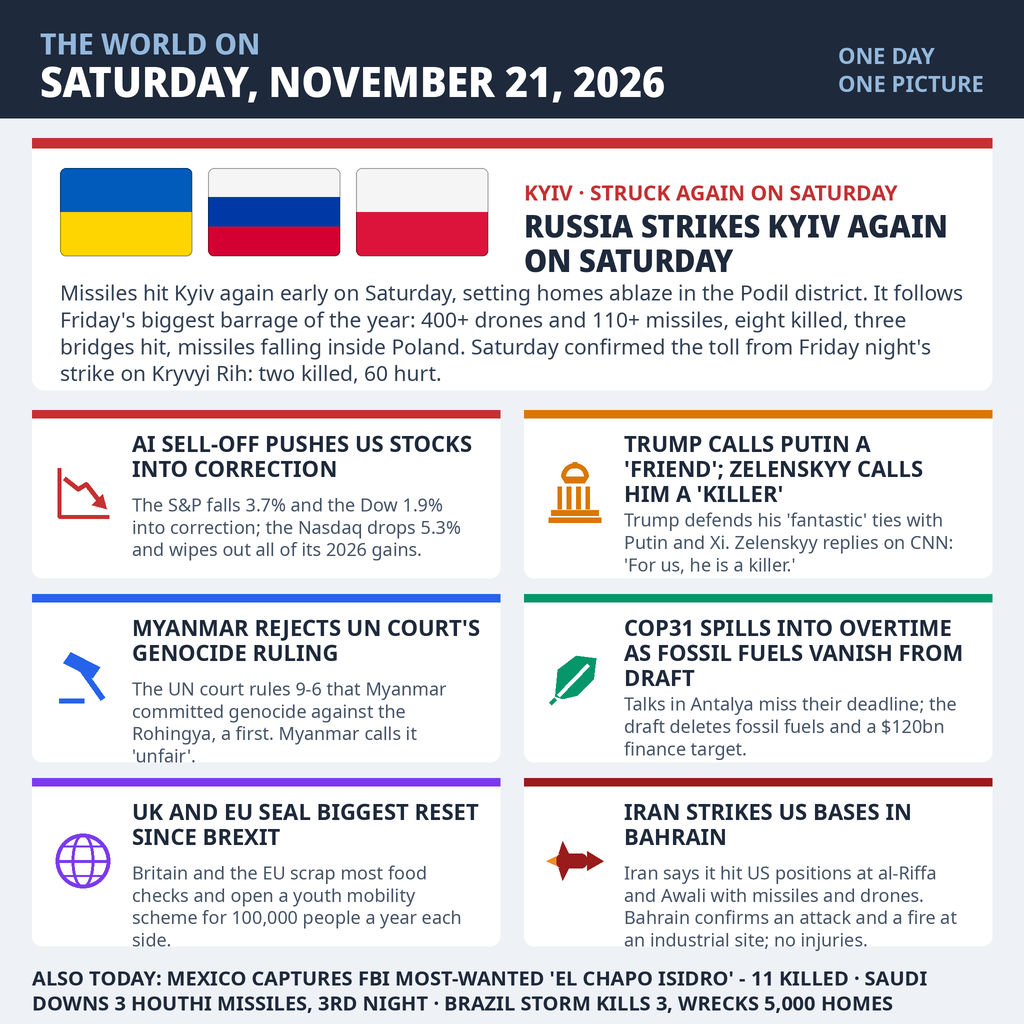 THE WORLD ON
SATURDAY, NOVEMBER 21, 2026
ONE DAY
ONE PICTURE
KYIV · STRUCK AGAIN ON SATURDAY
RUSSIA STRIKES KYIV AGAIN
ON SATURDAY
Missiles hit Kyiv again early on Saturday, setting homes ablaze in the Podil district. It follows
Friday's biggest barrage of the year: 400+ drones and 110+ missiles, eight killed, three
bridges hit, missiles falling inside Poland. Saturday confirmed the toll from Friday night's
strike on Kryvyi Rih: two killed, 60 hurt.
AI SELL-OFF PUSHES US STOCKS
INTO CORRECTION
The S&P falls 3.7% and the Dow 1.9%
into correction; the Nasdaq drops 5.3%
and wipes out all of its 2026 gains.
TRUMP CALLS PUTIN A
'FRIEND'; ZELENSKYY CALLS
HIM A 'KILLER'
Trump defends his 'fantastic' ties with
Putin and Xi. Zelenskyy replies on CNN:
'For us, he is a killer.'
MYANMAR REJECTS UN COURT'S
GENOCIDE RULING
The UN court rules 9-6 that Myanmar
committed genocide against the
Rohingya, a first. Myanmar calls it
'unfair'.
COP31 SPILLS INTO OVERTIME
AS FOSSIL FUELS VANISH FROM
DRAFT
Talks in Antalya miss their deadline; the
draft deletes fossil fuels and a $120bn
finance target.
UK AND EU SEAL BIGGEST RESET
SINCE BREXIT
Britain and the EU scrap most food
checks and open a youth mobility
scheme for 100,000 people a year each
side.
IRAN STRIKES US BASES IN
BAHRAIN
Iran says it hit US positions at al-Riffa
and Awali with missiles and drones.
Bahrain confirms an attack and a fire at
an industrial site; no injuries.
ALSO TODAY: MEXICO CAPTURES FBI MOST-WANTED 'EL CHAPO ISIDRO' - 11 KILLED · SAUDI
DOWNS 3 HOUTHI MISSILES, 3RD NIGHT · BRAZIL STORM KILLS 3, WRECKS 5,000 HOMES